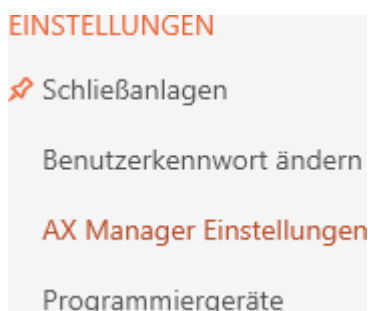 EINSTELLUNGEN
Schließanlagen
Benutzerkennwort ändern
AX Manager Einstellungen
Programmiergeräte